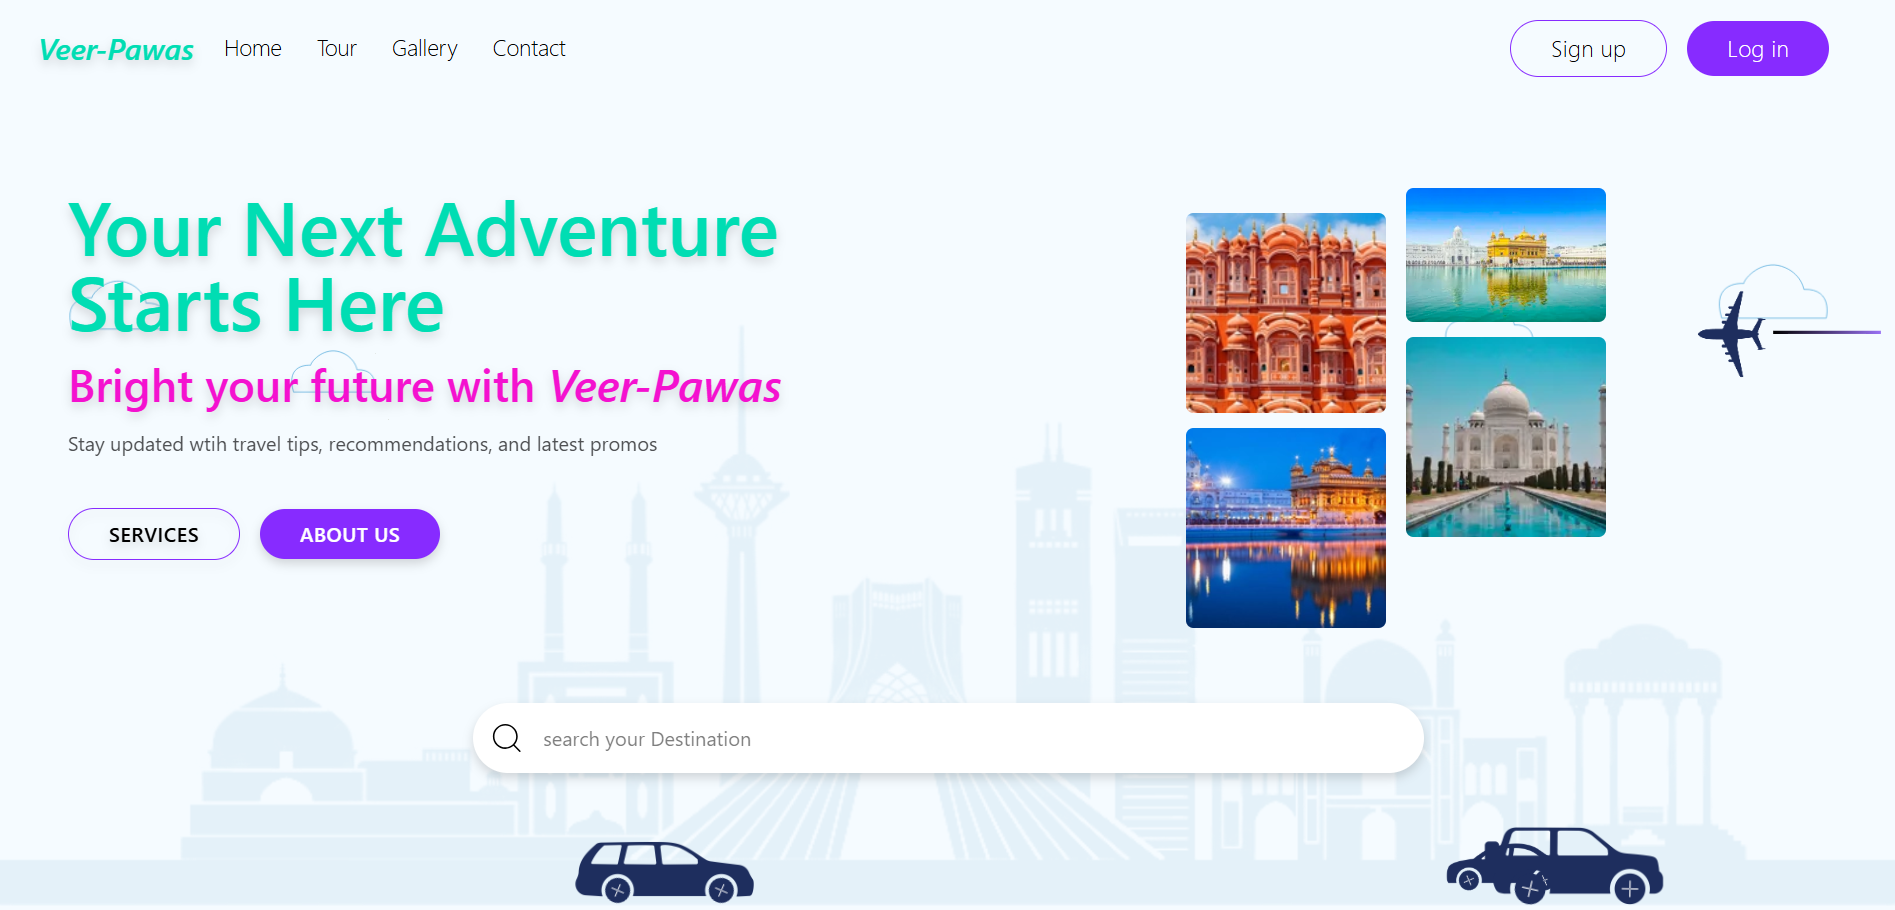 Veer-Pawas Home Tour Gallery Contact Sign up Log in
Your Next Adventure
Starts Here
Bright your future with Veer-Pawas
Stay updated wtih travel tips, recommendations, and latest promos
SERVICES ABOUT US
search your Destination